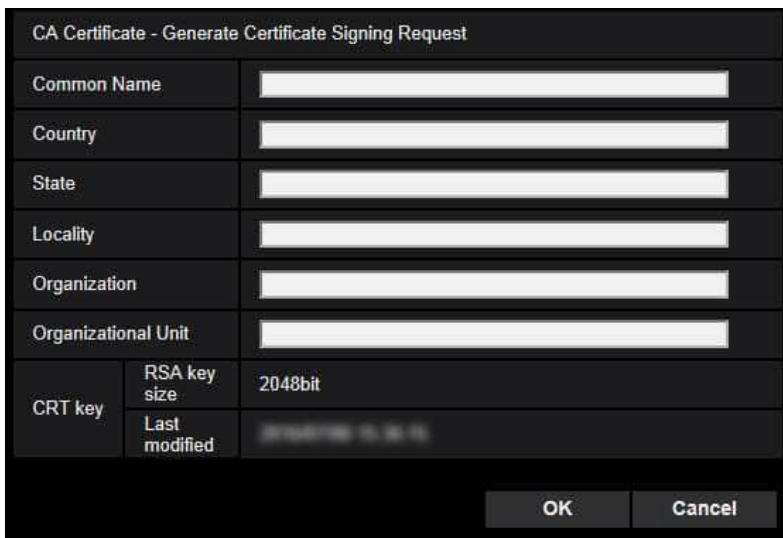 CA Certificate - Generate Certificate Signing Request
Common Name
Country
State
Locality
Organization
Organizational Unit
CRT key
RSA key
size
2048bit
Last
modified
OK
Cancel